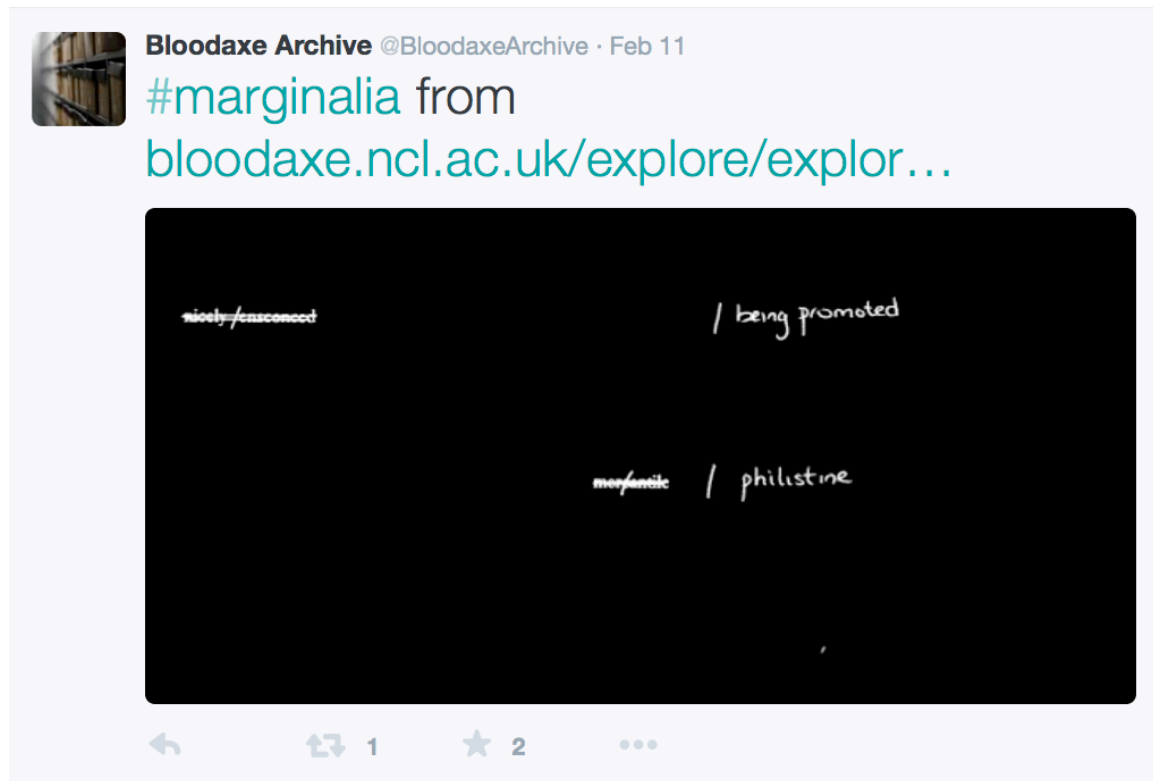 Bloodaxe Archive @BloodaxeArchive · Feb 11
#marginalia from
bloodaxe.ncl.ac.uk/explore/explor…
nicely / ensconced / being promoted
mercantile / philistine
1 2